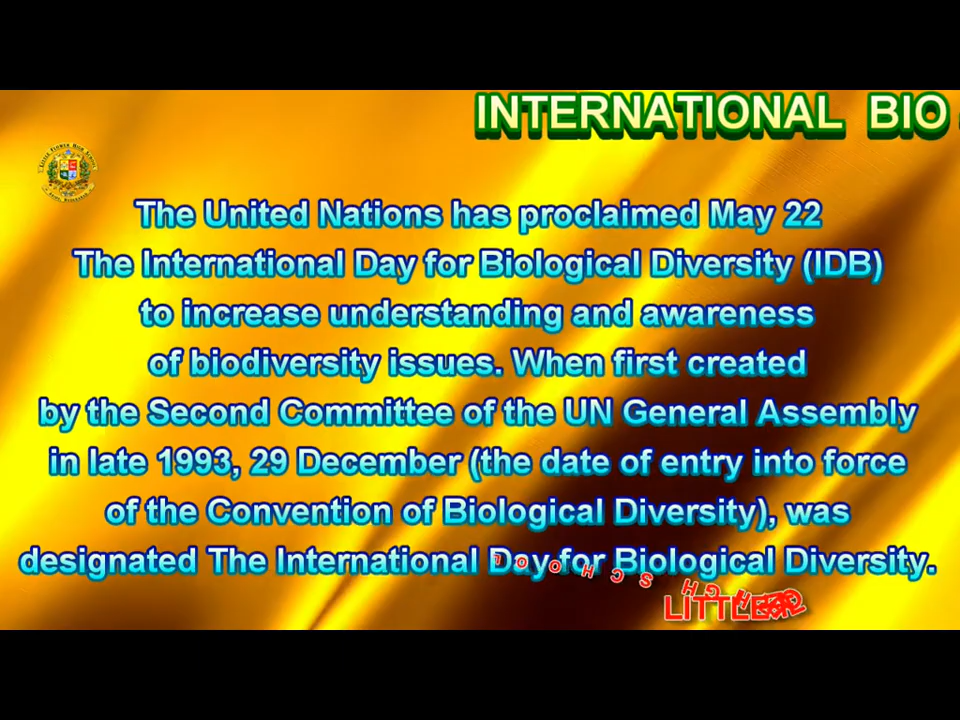 INTERNATIONAL BIO
The United Nations has proclaimed May 22
The International Day for Biological Diversity (IDB)
to increase understanding and awareness
of biodiversity issues. When first created
by the Second Committee of the UN General Assembly
in late 1993, 29 December (the date of entry into force
of the Convention of Biological Diversity), was
designated The International Day for Biological Diversity.
LITTLE